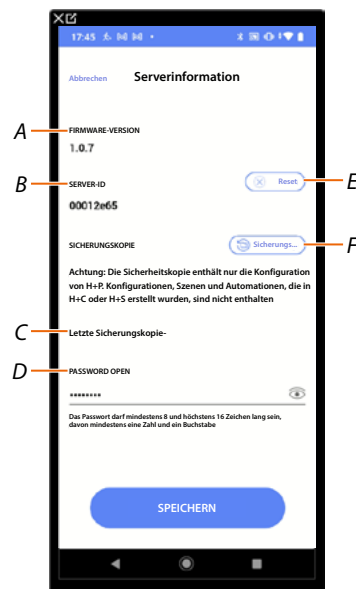 17:45
Abbrechen Serverinformation
A FIRMWARE-VERSION
1.0.7
B SERVER-ID Reset E
00012e65
SICHERUNGSKOPIE Sicherungs... F
Achtung: Die Sicherheitskopie enthält nur die Konfiguration
von H+P. Konfigurationen, Szenen und Automationen, die in
H+C oder H+S erstellt wurden, sind nicht enthalten
C Letzte Sicherungskopie-
D PASSWORD OPEN
••••••••
Das Passwort darf mindestens 8 und höchstens 16 Zeichen lang sein,
davon mindestens eine Zahl und ein Buchstabe
SPEICHERN